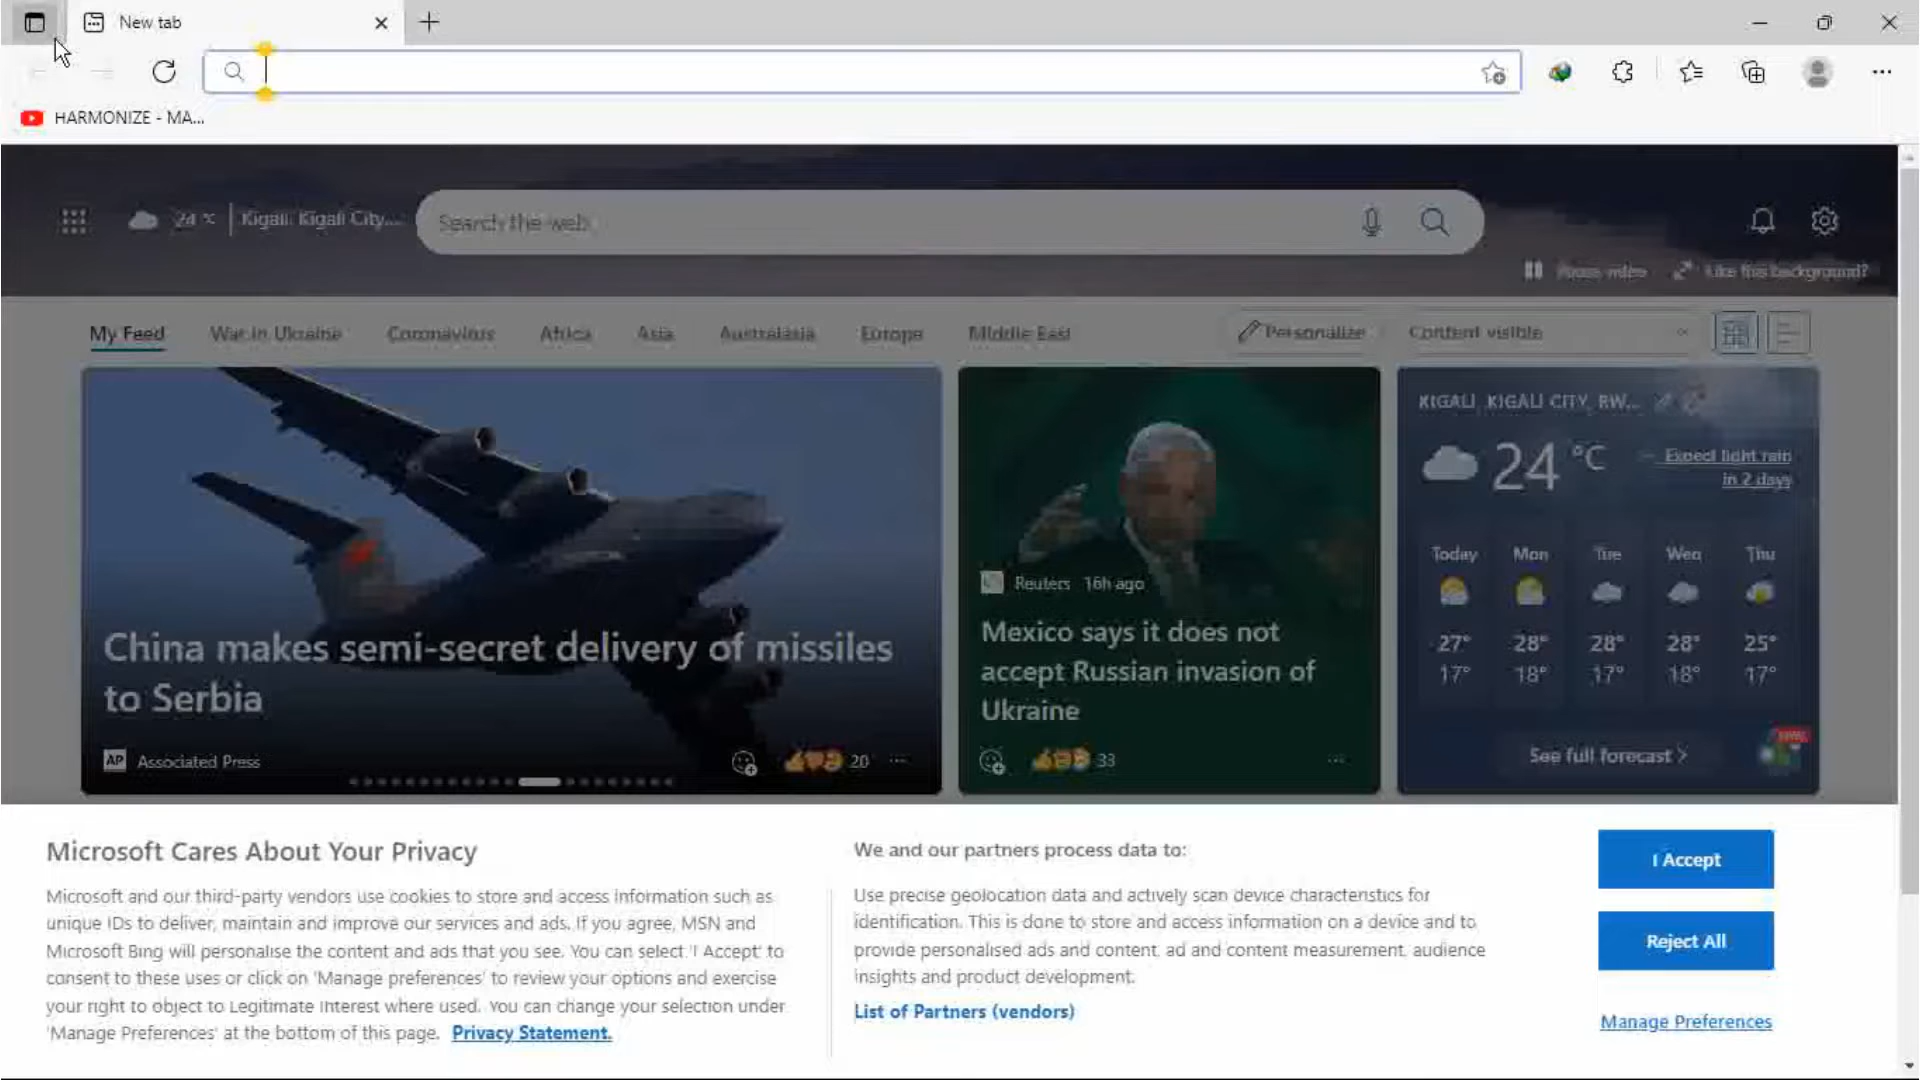 New tab
HARMONIZE - MA...
24 °C Kigali, Kigali City,...
Search the web
Pause video Like this background?
My Feed War in Ukraine Coronavirus Africa Asia Australasia Europe Middle East Personalize Content visible
China makes semi-secret delivery of missiles
to Serbia
AP Associated Press 20
Reuters 16h ago
Mexico says it does not
accept Russian invasion of
Ukraine
33
KIGALI, KIGALI CITY, RW...
24 °C
Expect light rain
in 2 days
Today Mon Tue Wed Thu
27° 28° 28° 28° 25°
17° 18° 17° 18° 17°
See full forecast >
Microsoft Cares About Your Privacy
Microsoft and our third-party vendors use cookies to store and access information such as
unique IDs to deliver, maintain and improve our services and ads. If you agree, MSN and
Microsoft Bing will personalise the content and ads that you see. You can select 'I Accept' to
consent to these uses or click on 'Manage preferences' to review your options and exercise
your right to object to Legitimate Interest where used. You can change your selection under
'Manage Preferences' at the bottom of this page. Privacy Statement.
We and our partners process data to:
Use precise geolocation data and actively scan device characteristics for
identification. This is done to store and access information on a device and to
provide personalised ads and content, ad and content measurement, audience
insights and product development.
List of Partners (vendors)
I Accept
Reject All
Manage Preferences